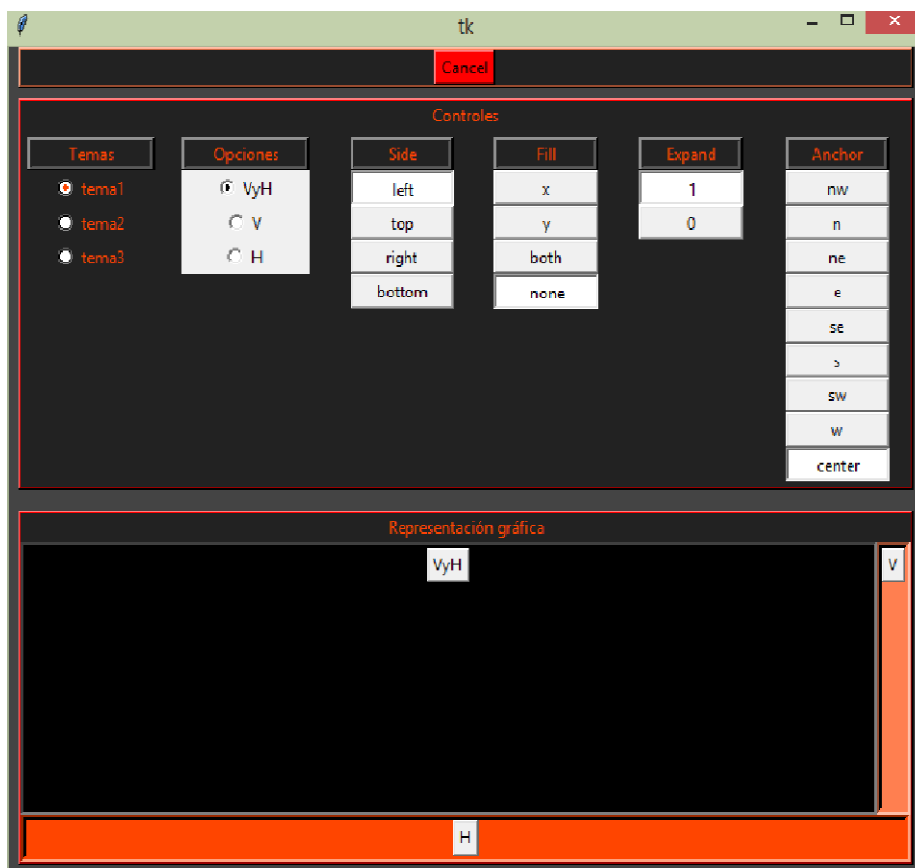 tk
Cancel
Controles
Temas Opciones Side Fill Expand Anchor
tema1 VyH left x 1 nw
tema2 V top y 0 n
tema3 H right both ne
bottom none e
se
s
sw
w
center
Representación gráfica
VyH V
H